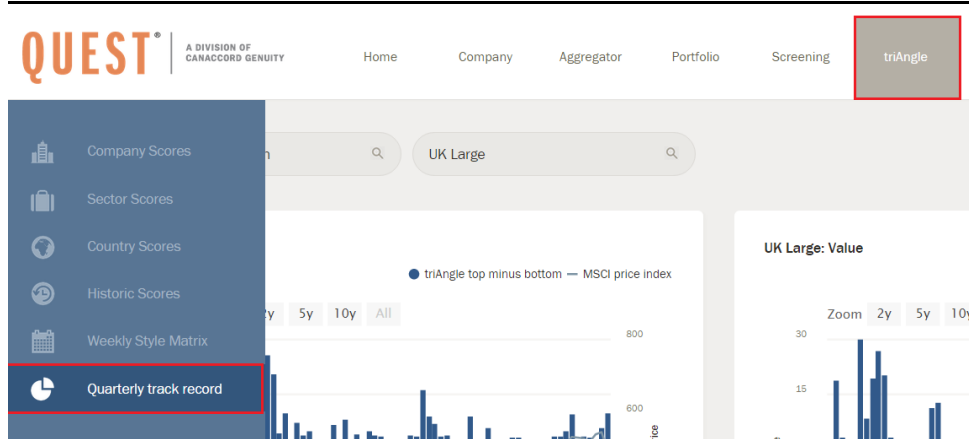 QUEST®
A DIVISION OF
CANACCORD GENUITY
Home
Company
Aggregator
Portfolio
Screening
triAngle
Company Scores
Sector Scores
Country Scores
Historic Scores
Weekly Style Matrix
Quarterly track record
UK Large
triAngle top minus bottom
MSCI price index
5y
10y
All
800
600
UK Large: Value
Zoom
2y
5y
10y
30
15